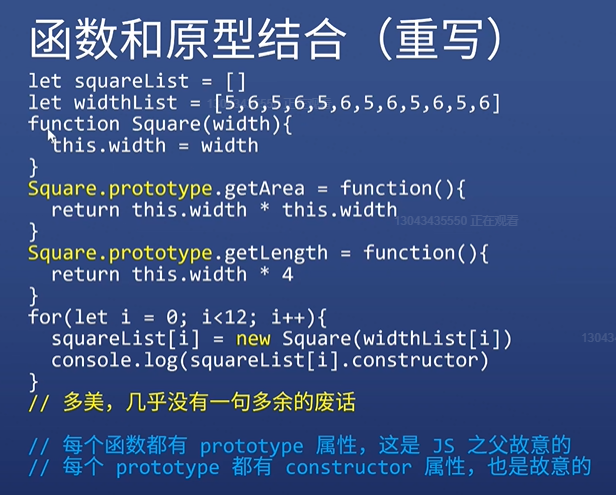 函数和原型结合（重写）
let squareList = []
let widthList = [5,6,5,6,5,6,5,6,5,6,5,6]
function Square(width){
  this.width = width
}
Square.prototype.getArea = function(){
  return this.width * this.width
13043435550 正在观看
}
Square.prototype.getLength = function(){
  return this.width * 4
}
for(let i = 0; i<12; i++){
  squareList[i] = new Square(widthList[i])
13043
  console.log(squareList[i].constructor)
}
// 多美，几乎没有一句多余的废话
// 每个函数都有 prototype 属性，这是 JS 之父故意的
// 每个 prototype 都有 constructor 属性，也是故意的